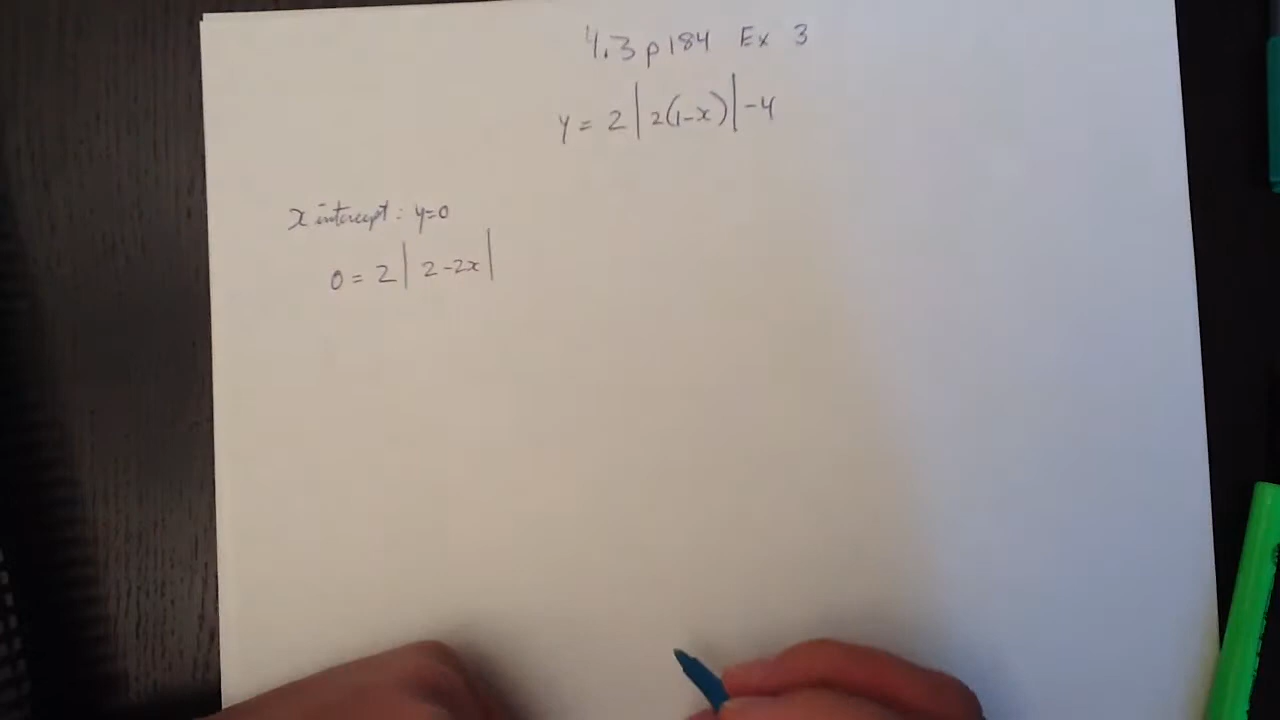 4.3 p184 Ex 3
y = 2|2(1-x)|-4
x intercept: y=0
0 = 2|2-2x|